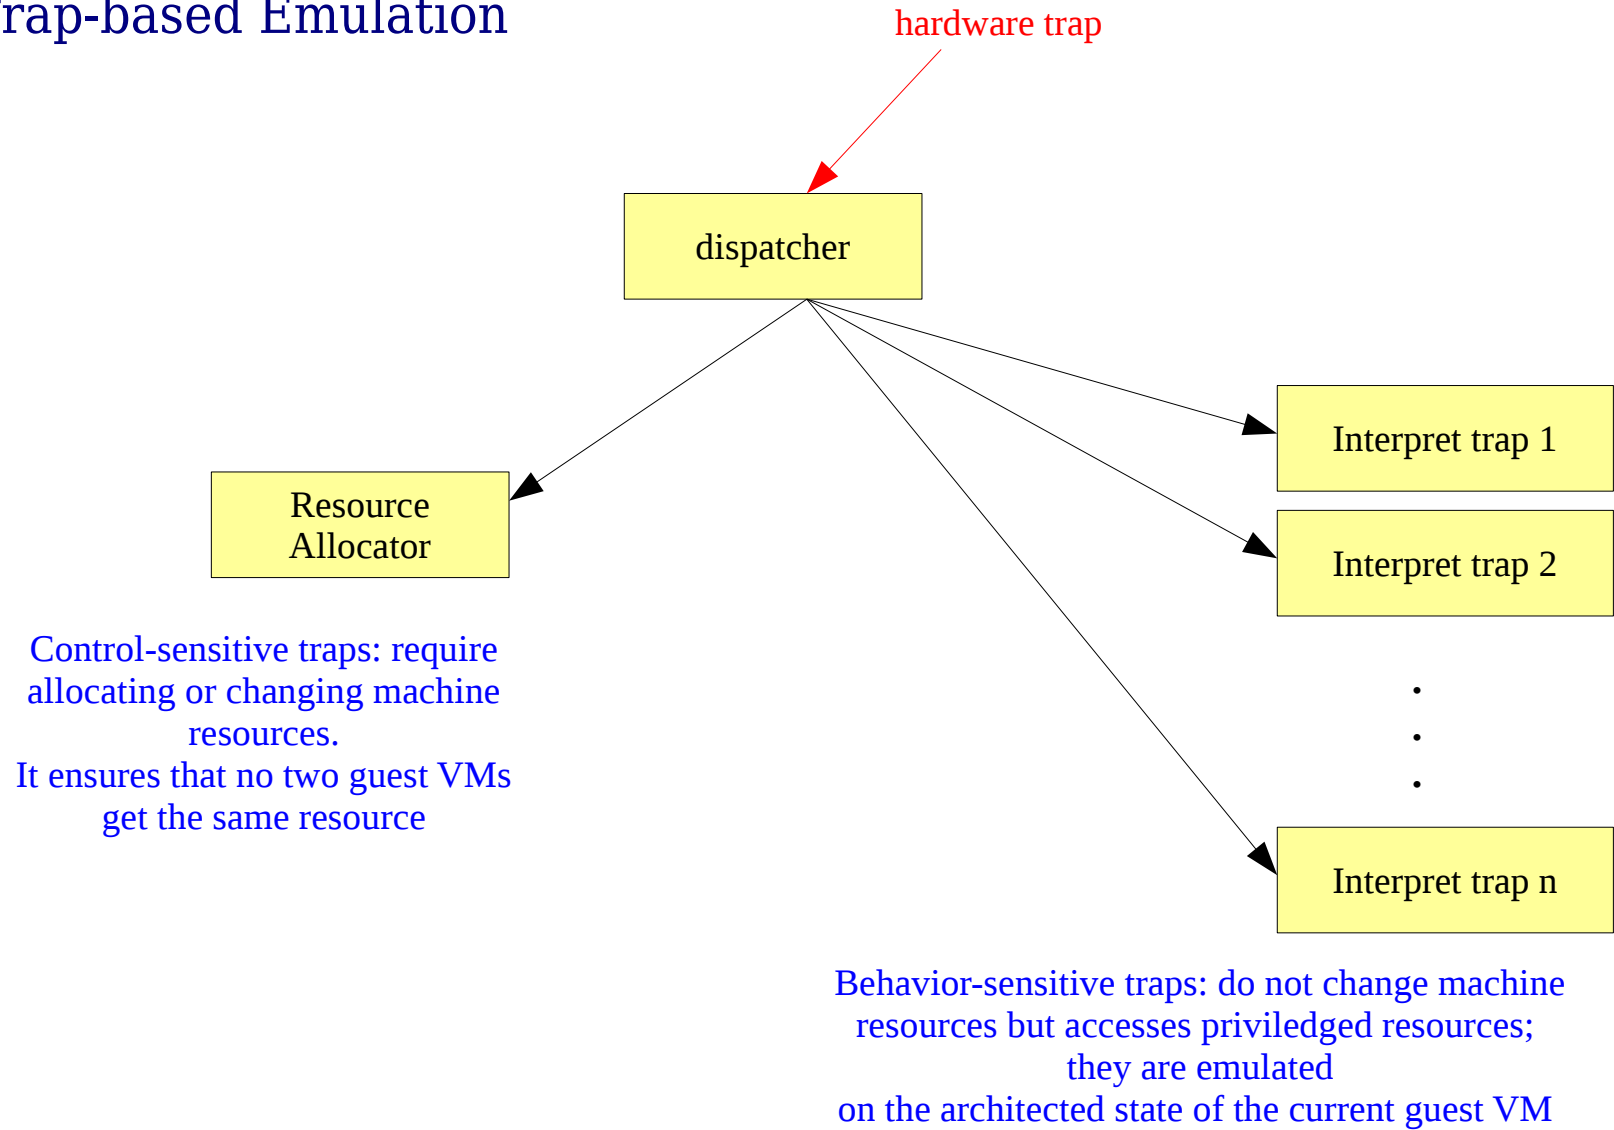 rap-based Emulation
hardware trap
dispatcher
Interpret trap 1
Resource
Allocator
Interpret trap 2
Control-sensitive traps: require
allocating or changing machine
resources.
It ensures that no two guest VMs
get the same resource
.
.
.
Interpret trap n
Behavior-sensitive traps: do not change machine
resources but accesses priviledged resources;
they are emulated
on the architected state of the current guest VM